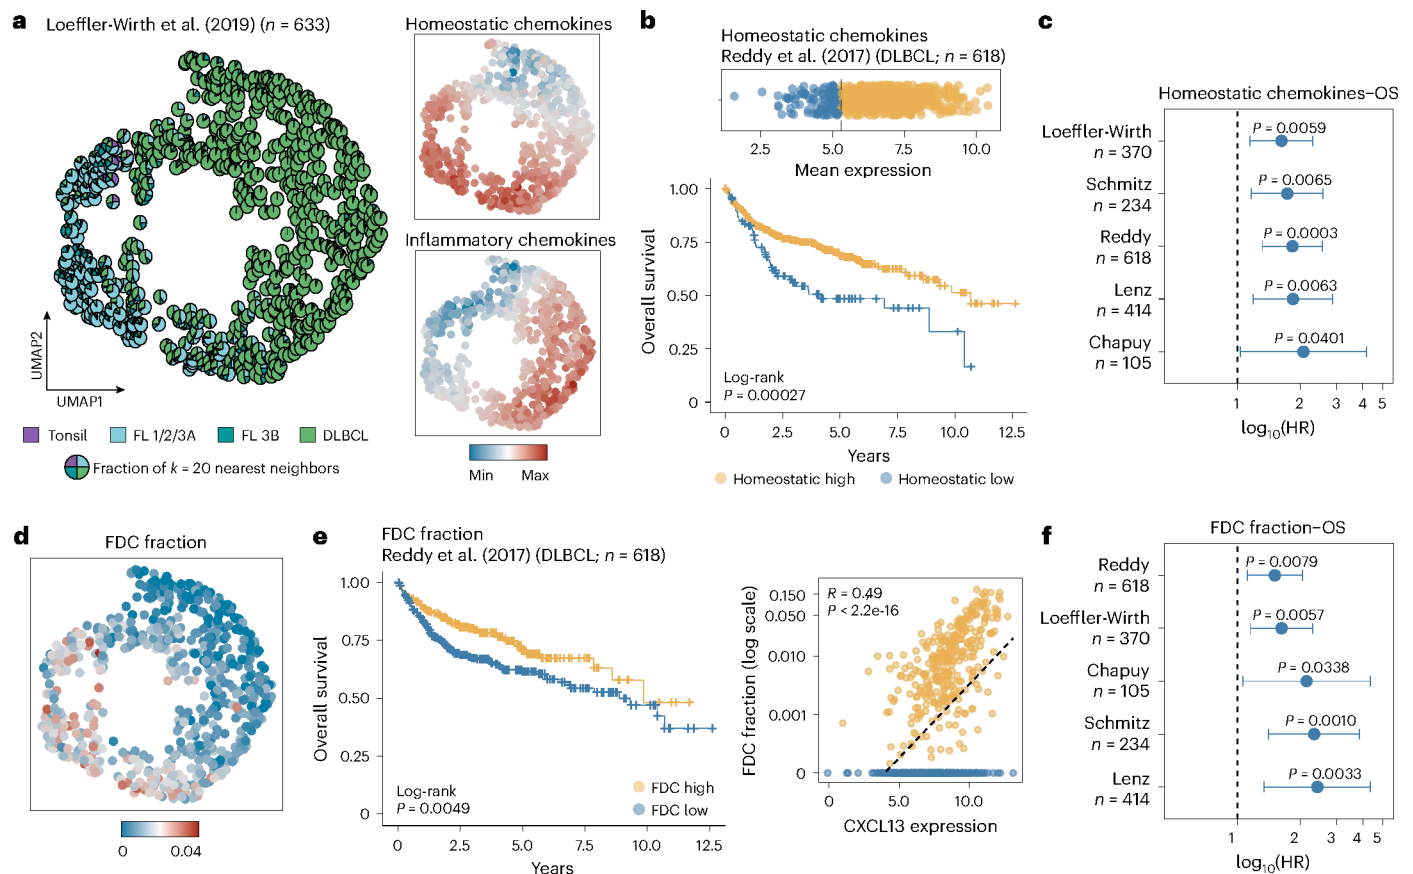 a
Loeffler-Wirth et al. (2019) (n = 633)
UMAP2
UMAP1
Tonsil
FL 1/2/3A
FL 3B
DLBCL
Fraction of k = 20 nearest neighbors
Homeostatic chemokines
Inflammatory chemokines
Min
Max
b
Homeostatic chemokines
Reddy et al. (2017) (DLBCL; n = 618)
2.5
5.0
7.5
10.0
Mean expression
Overall survival
1.00
0.75
0.50
0.25
0
Log-rank
P = 0.00027
0
2.5
5.0
7.5
10.0
12.5
Years
Homeostatic high
Homeostatic low
c
Homeostatic chemokines–OS
Loeffler-Wirth
n = 370
P = 0.0059
Schmitz
n = 234
P = 0.0065
Reddy
n = 618
P = 0.0003
Lenz
n = 414
P = 0.0063
Chapuy
n = 105
P = 0.0401
1
2
3
4
5
log10(HR)
d
FDC fraction
0
0.04
e
FDC fraction
Reddy et al. (2017) (DLBCL; n = 618)
Overall survival
1.00
0.75
0.50
0.25
0
Log-rank
P = 0.0049
FDC high
FDC low
0
2.5
5.0
7.5
10.0
12.5
Years
FDC fraction (log scale)
0.150
0.050
0.010
0.001
0
R = 0.49
P < 2.2e-16
0
5.0
10.0
CXCL13 expression
f
FDC fraction–OS
Reddy
n = 618
P = 0.0079
Loeffler-Wirth
n = 370
P = 0.0057
Chapuy
n = 105
P = 0.0338
Schmitz
n = 234
P = 0.0010
Lenz
n = 414
P = 0.0033
1
2
3
4
5
log10(HR)